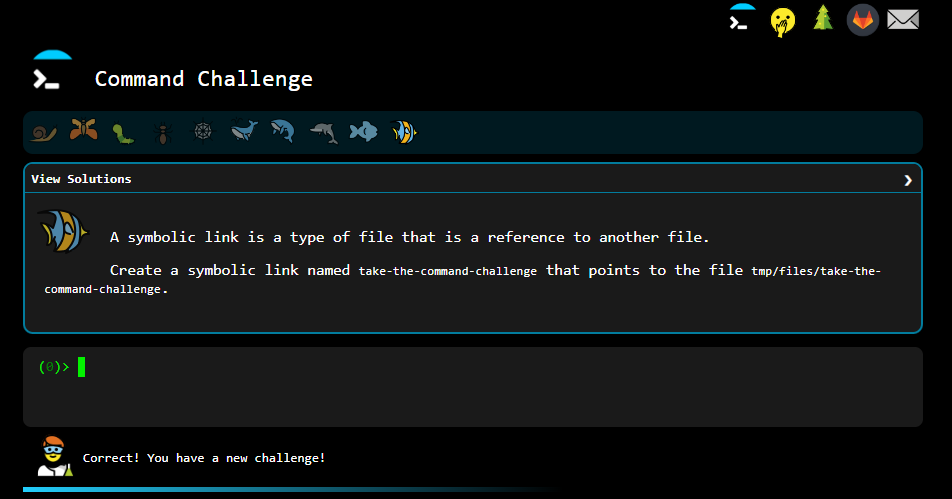 Command Challenge
View Solutions
A symbolic link is a type of file that is a reference to another file.
Create a symbolic link named take-the-command-challenge that points to the file tmp/files/take-the-
command-challenge.
(0)>
Correct! You have a new challenge!